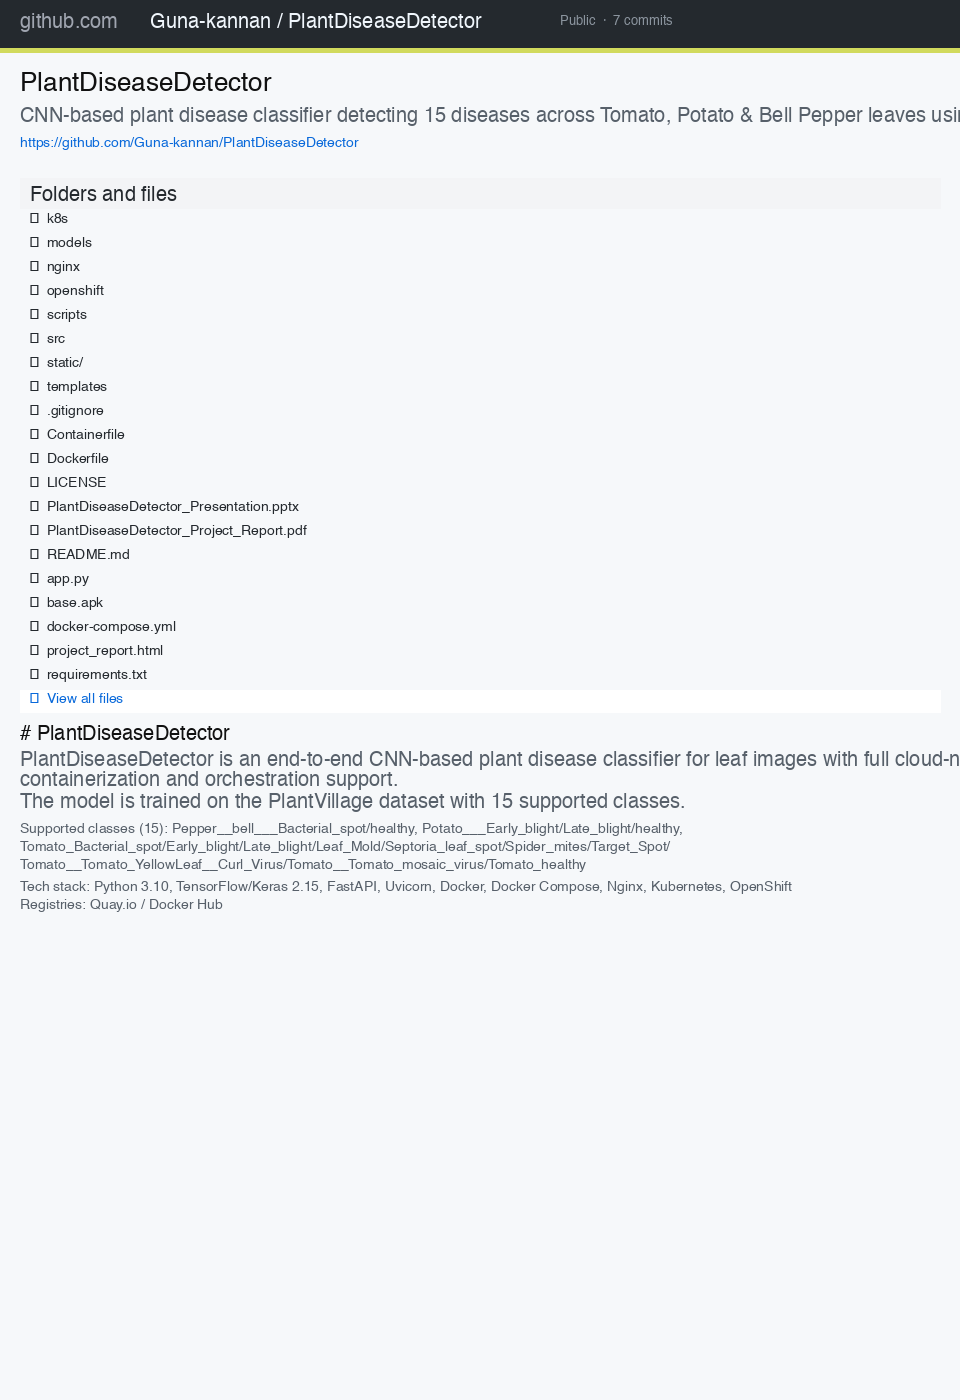 github.com Guna-kannan / PlantDiseaseDetector Public · 7 commits
PlantDiseaseDetector
CNN-based plant disease classifier detecting 15 diseases across Tomato, Potato & Bell Pepper leaves
https://github.com/Guna-kannan/PlantDiseaseDetector
Folders and files
k8s
models
nginx
openshift
scripts
src
static/
templates
.gitignore
Containerfile
Dockerfile
LICENSE
PlantDiseaseDetector_Presentation.pptx
PlantDiseaseDetector_Project_Report.pdf
README.md
app.py
base.apk
docker-compose.yml
project_report.html
requirements.txt
View all files
# PlantDiseaseDetector
PlantDiseaseDetector is an end-to-end CNN-based plant disease classifier for leaf images with full
containerization and orchestration support.
The model is trained on the PlantVillage dataset with 15 supported classes.
Supported classes (15): Pepper__bell___Bacterial_spot/healthy, Potato___Early_blight/Late_blight/healthy,
Tomato_Bacterial_spot/Early_blight/Late_blight/Leaf_Mold/Septoria_leaf_spot/Spider_mites/Target_Spot/
Tomato__Tomato_YellowLeaf__Curl_Virus/Tomato__Tomato_mosaic_virus/Tomato_healthy
Tech stack: Python 3.10, TensorFlow/Keras 2.15, FastAPI, Uvicorn, Docker, Docker Compose, Nginx, Kubernetes, OpenShift
Registries: Quay.io / Docker Hub